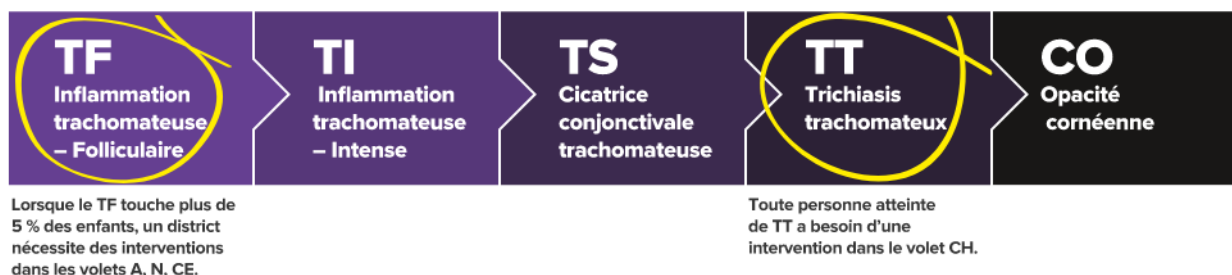 TF
Inflammation
trachomateuse
– Folliculaire
TI
Inflammation
trachomateuse
– Intense
TS
Cicatrice
conjonctivale
trachomateuse
TT
Trichiasis
trachomateux
CO
Opacité
cornéenne
Lorsque le TF touche plus de
5 % des enfants, un district
nécessite des interventions
dans les volets A, N, CE.
Toute personne atteinte
de TT a besoin d’une
intervention dans le volet CH.